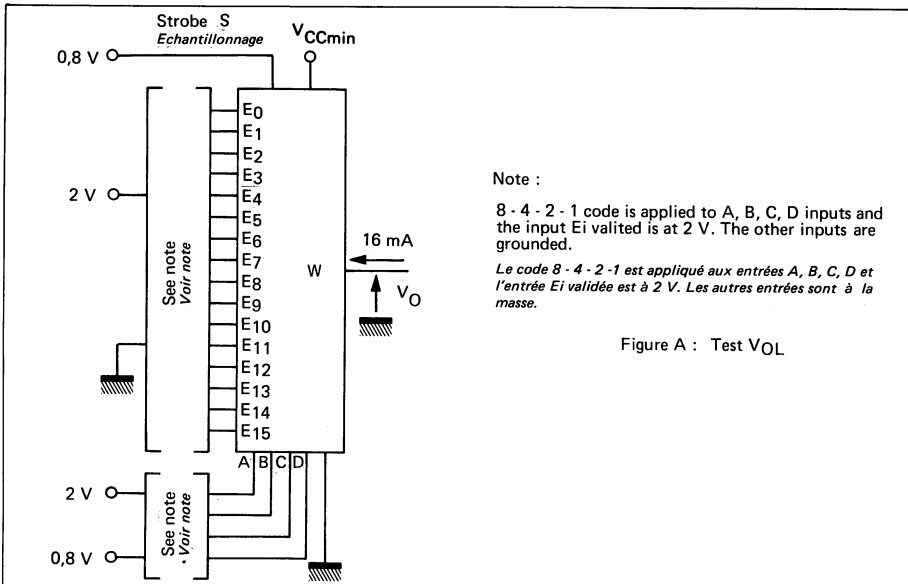 Strobe S
Echantillonnage
VCCmin
0,8 V
See note
Voir note
E0
E1
E2
E3
E4
E5
E6
E7
E8
E9
E10
E11
E12
E13
E14
E15
2 V
W
16 mA
VO
A B C D
2 V
See note
Voir note
0,8 V
Note :
8 - 4 - 2 - 1 code is applied to A, B, C, D inputs and
the input Ei valited is at 2 V. The other inputs are
grounded.
Le code 8 - 4 - 2 -1 est appliqué aux entrées A, B, C, D et
l'entrée Ei validée est à 2 V. Les autres entrées sont à la
masse.
Figure A : Test VOL